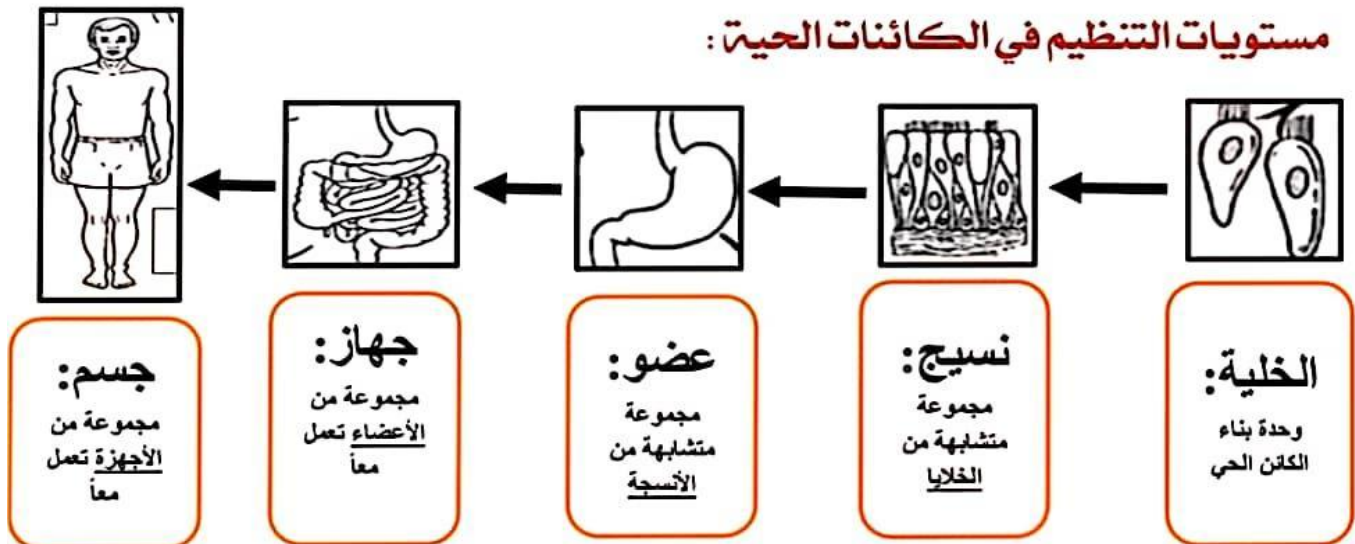 مستويات التنظيم في الكائنات الحية :
الخلية:
وحدة بناء
الكائن الحي
نسيج:
مجموعة
متشابهة من
الخلايا
عضو:
مجموعة
متشابهة من
الأنسجة
جهاز:
مجموعة من
الأعضاء تعمل
معاً
جسم:
مجموعة من
الأجهزة تعمل
معاً